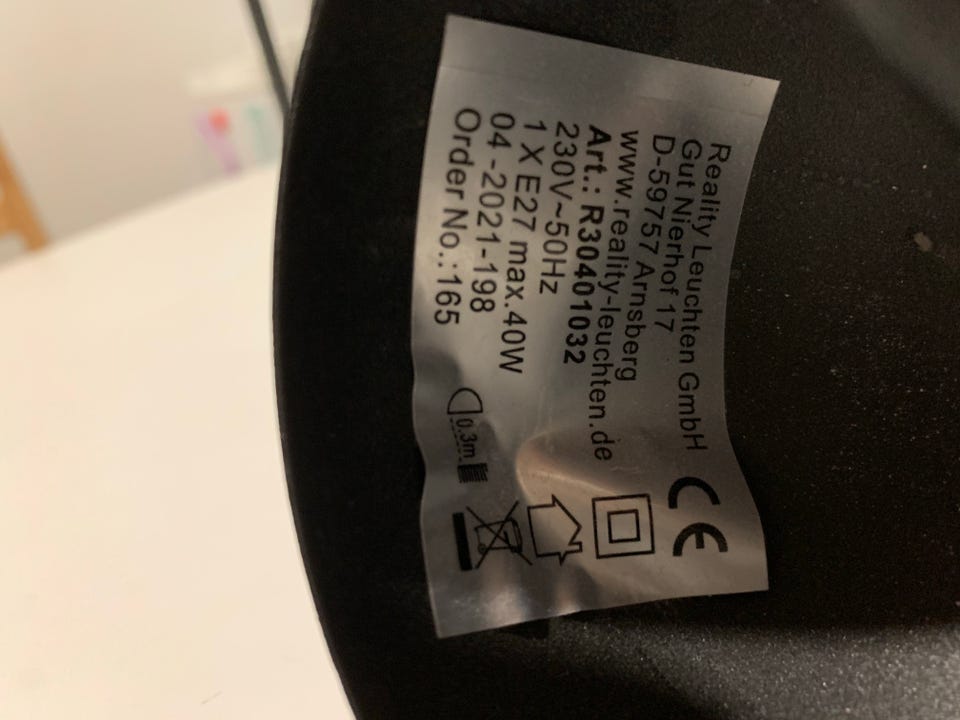 Reality Leuchten GmbH
Gut Nierhof 17
D-59757 Arnsberg
www.reality-leuchten.de
Art.: R30401032
230V~50Hz
1 X E27 max.40W
04 -2021-198
Order No.:165
0.3m
CE